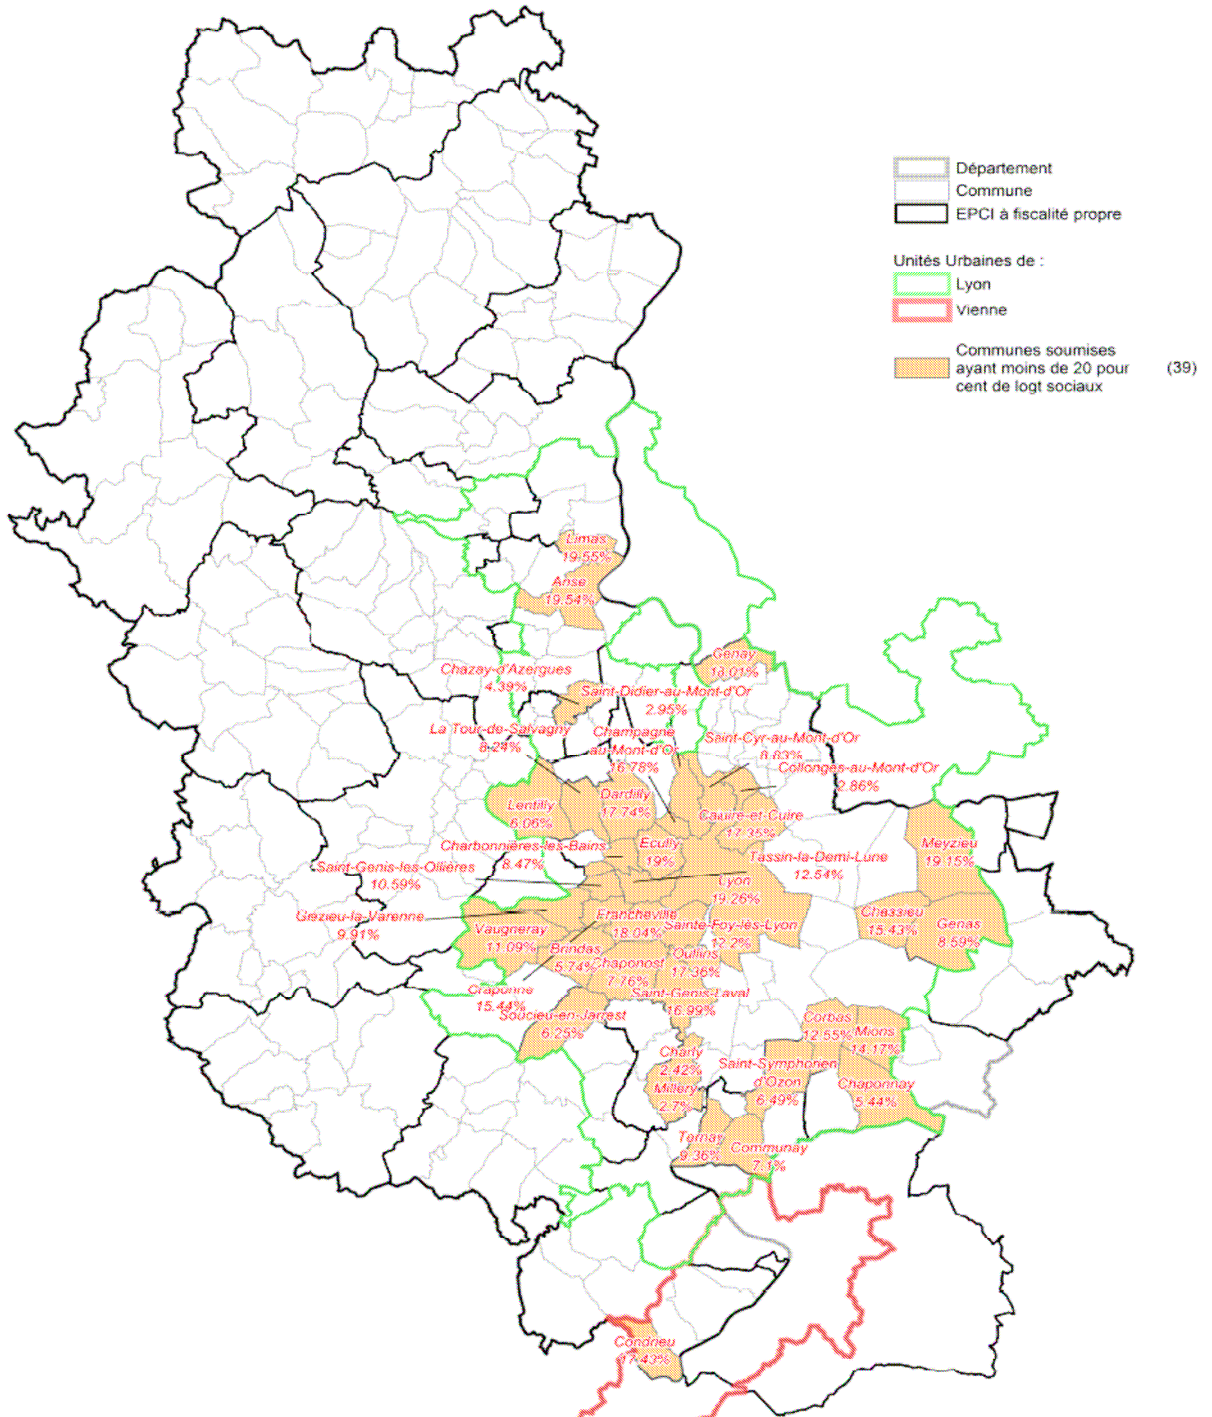 Département
Commune
EPCI à fiscalité propre
Unités Urbaines de :
Lyon
Vienne
Communes soumises
ayant moins de 20 pour (39)
cent de logt sociaux
Limas
19.55%
Anse
19.54%
Genay
13.01%
Chazay-d'Azergues
4.39%
Saint-Didier-au-Mont-d'Or
2.95%
La Tour-de-Salvagny
8.24%
Champagne
au-Mont-d'Or
16.78%
Saint-Cyr-au-Mont-d'Or
8.83%
Collonges-au-Mont-d'Or
2.86%
Lentilly
6.06%
Dardilly
17.74%
Caluire-et-Cuire
17.35%
Charbonnières-les-Bains
8.47%
Ecully
19%
Meyzieu
19.15%
Saint-Genis-les-Ollières
10.59%
Tassin-la-Demi-Lune
12.54%
Lyon
19.26%
Grézieu-la-Varenne
9.91%
Vaugneray
11.09%
Francheville
18.04%
Sainte-Foy-lès-Lyon
12.2%
Chassieu
15.43%
Genas
8.59%
Brindas
5.74%
Chaponost
7.76%
Oullins
17.36%
Craponne
15.44%
Saint-Genis-Laval
16.99%
Soucieu-en-Jarrest
6.25%
Corbas
12.55%
Mions
14.17%
Charly
2.42%
Millery
2.7%
Saint-Symphorien
d'Ozon
6.49%
Chaponnay
5.44%
Ternay
9.36%
Communay
7.1%
Condrieu
17.43%